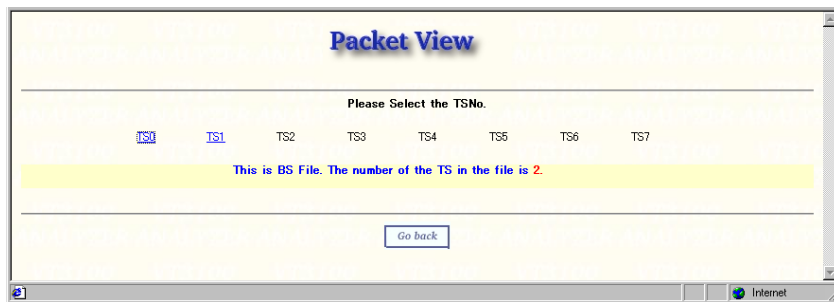 Packet View
Please Select the TSNo.
TS0 TS1 TS2 TS3 TS4 TS5 TS6 TS7
This is BS File. The number of the TS in the file is 2.
Go back
Internet